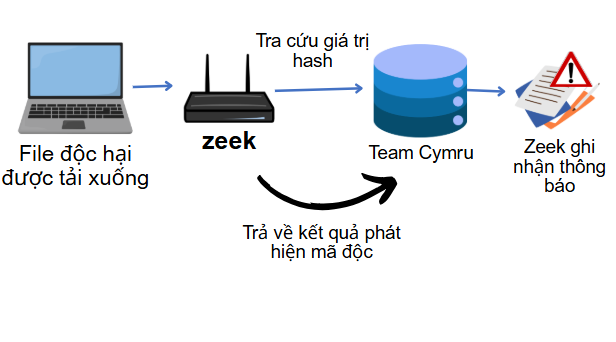 Tra cứu giá trị
hash
File độc hại
được tải xuống
zeek
Team Cymru
Zeek ghi
nhận thông
báo
Trả về kết quả phát
hiện mã độc